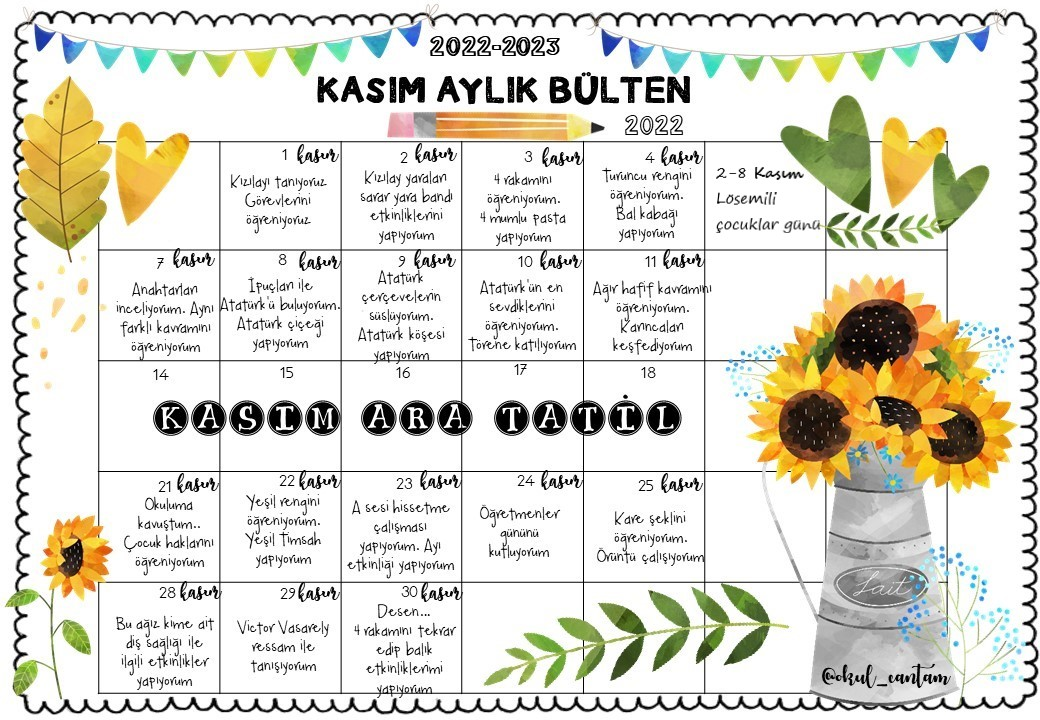 2022-2023
KASIM AYLIK BÜLTEN
2022
1 kasım
Kızılayı tanıyoruz
Görevlerini
öğreniyoruz
2 kasım
Kızılay yaraları
sarar yara bandı
etkinliklerini
yapıyorum
3 kasım
4 rakamını
öğreniyorum.
4 mumlu pasta
yapıyorum
4 kasım
Turuncu rengini
öğreniyorum.
Bal kabağı
yapıyorum
2-8 Kasım
Lösemili
çocuklar günü
7 kasım
Anahtarları
inceliyorum. Aynı
farklı kavramını
öğreniyorum
8 kasım
İpuçları ile
Atatürk'ü buluyorum.
Atatürk çiçeği
yapıyorum
9 kasım
Atatürk
çerçevelerin
süslüyorum.
Atatürk köşesi
yapıyorum
10 kasım
Atatürk'ün en
sevdiklerini
öğreniyorum.
Törene katılıyorum
11 kasım
Ağır hafif kavramını
öğreniyorum.
Karıncaları
keşfediyorum
14
15
16
17
18
KASIM ARA TATİL
21 kasım
Okuluma
kavuştum..
Çocuk haklarını
öğreniyorum
22 kasım
Yeşil rengini
öğreniyorum.
Yeşil Timsah
yapıyorum
23 kasım
A sesi hissetme
çalışması
yapıyorum. Ayı
etkinliği yapıyorum
24 kasım
Öğretmenler
gününü
kutluyorum
25 kasım
Kare şeklini
öğreniyorum.
Örüntü çalışıyorum
28 kasım
Bu ağız kime ait
diş sağlığı ile
ilgili etkinlikler
yapıyorum
29 kasım
Victor Vasarely
ressam ile
tanışıyorum
30 kasım
Desen...
4 rakamını tekrar
edip balık
etkinliklerimi
yapıyorum
Lait
@okul_cantam